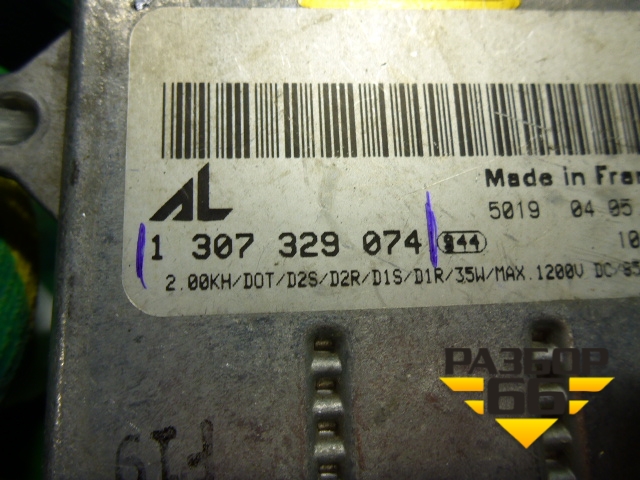 AL
Made in Fran
5019 04 05
1 307 329 074 944
10
2.00KH/DOT/D2S/D2R/D1S/D1R/35W/MAX.1200V DC/85
РАЗБОР
66